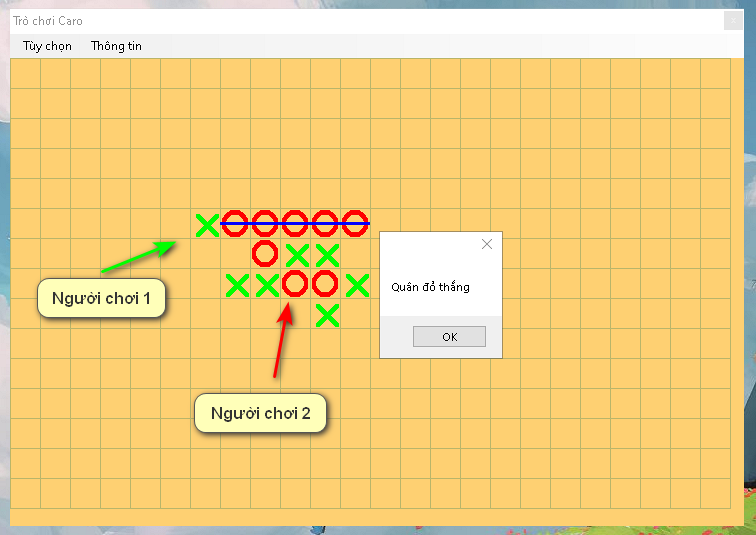 Trò chơi Caro
Tùy chọn Thông tin
Người chơi 1
Quân đỏ thắng
OK
Người chơi 2